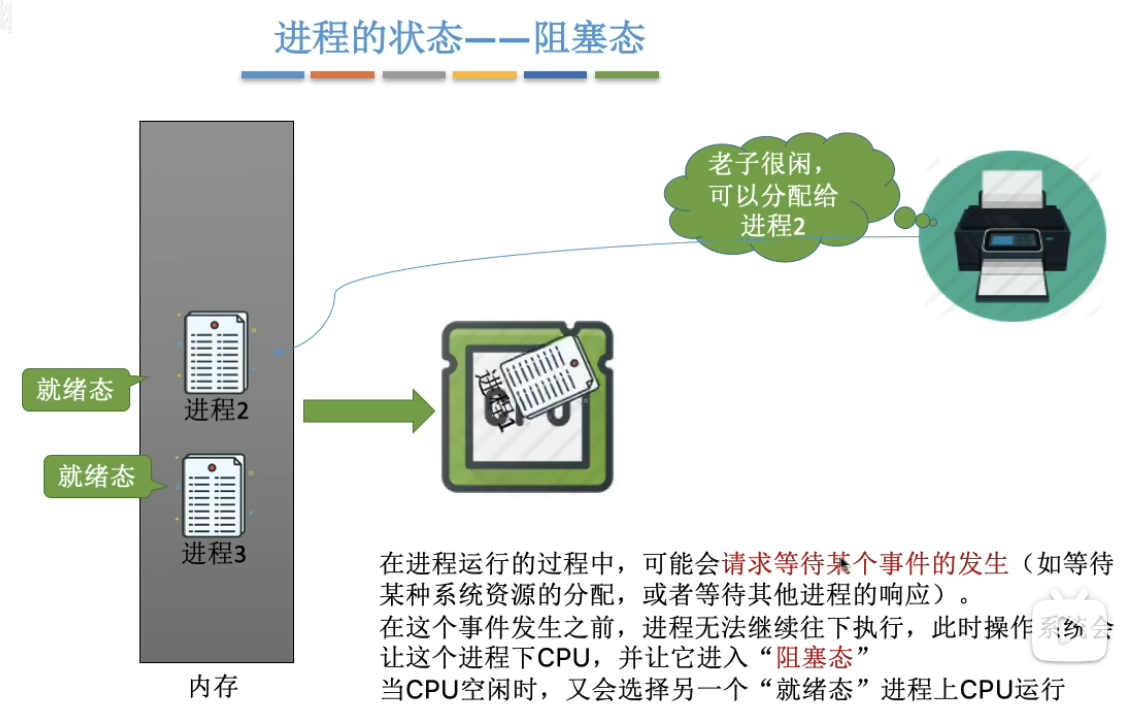 进程的状态——阻塞态
老子很闲，
可以分配给
进程2
就绪态
进程2
就绪态
进程3
进程1
内存
在进程运行的过程中，可能会请求等待某个事件的发生（如等待
某种系统资源的分配，或者等待其他进程的响应）。
在这个事件发生之前，进程无法继续往下执行，此时操作系统会
让这个进程下CPU，并让它进入“阻塞态”
当CPU空闲时，又会选择另一个“就绪态”进程上CPU运行